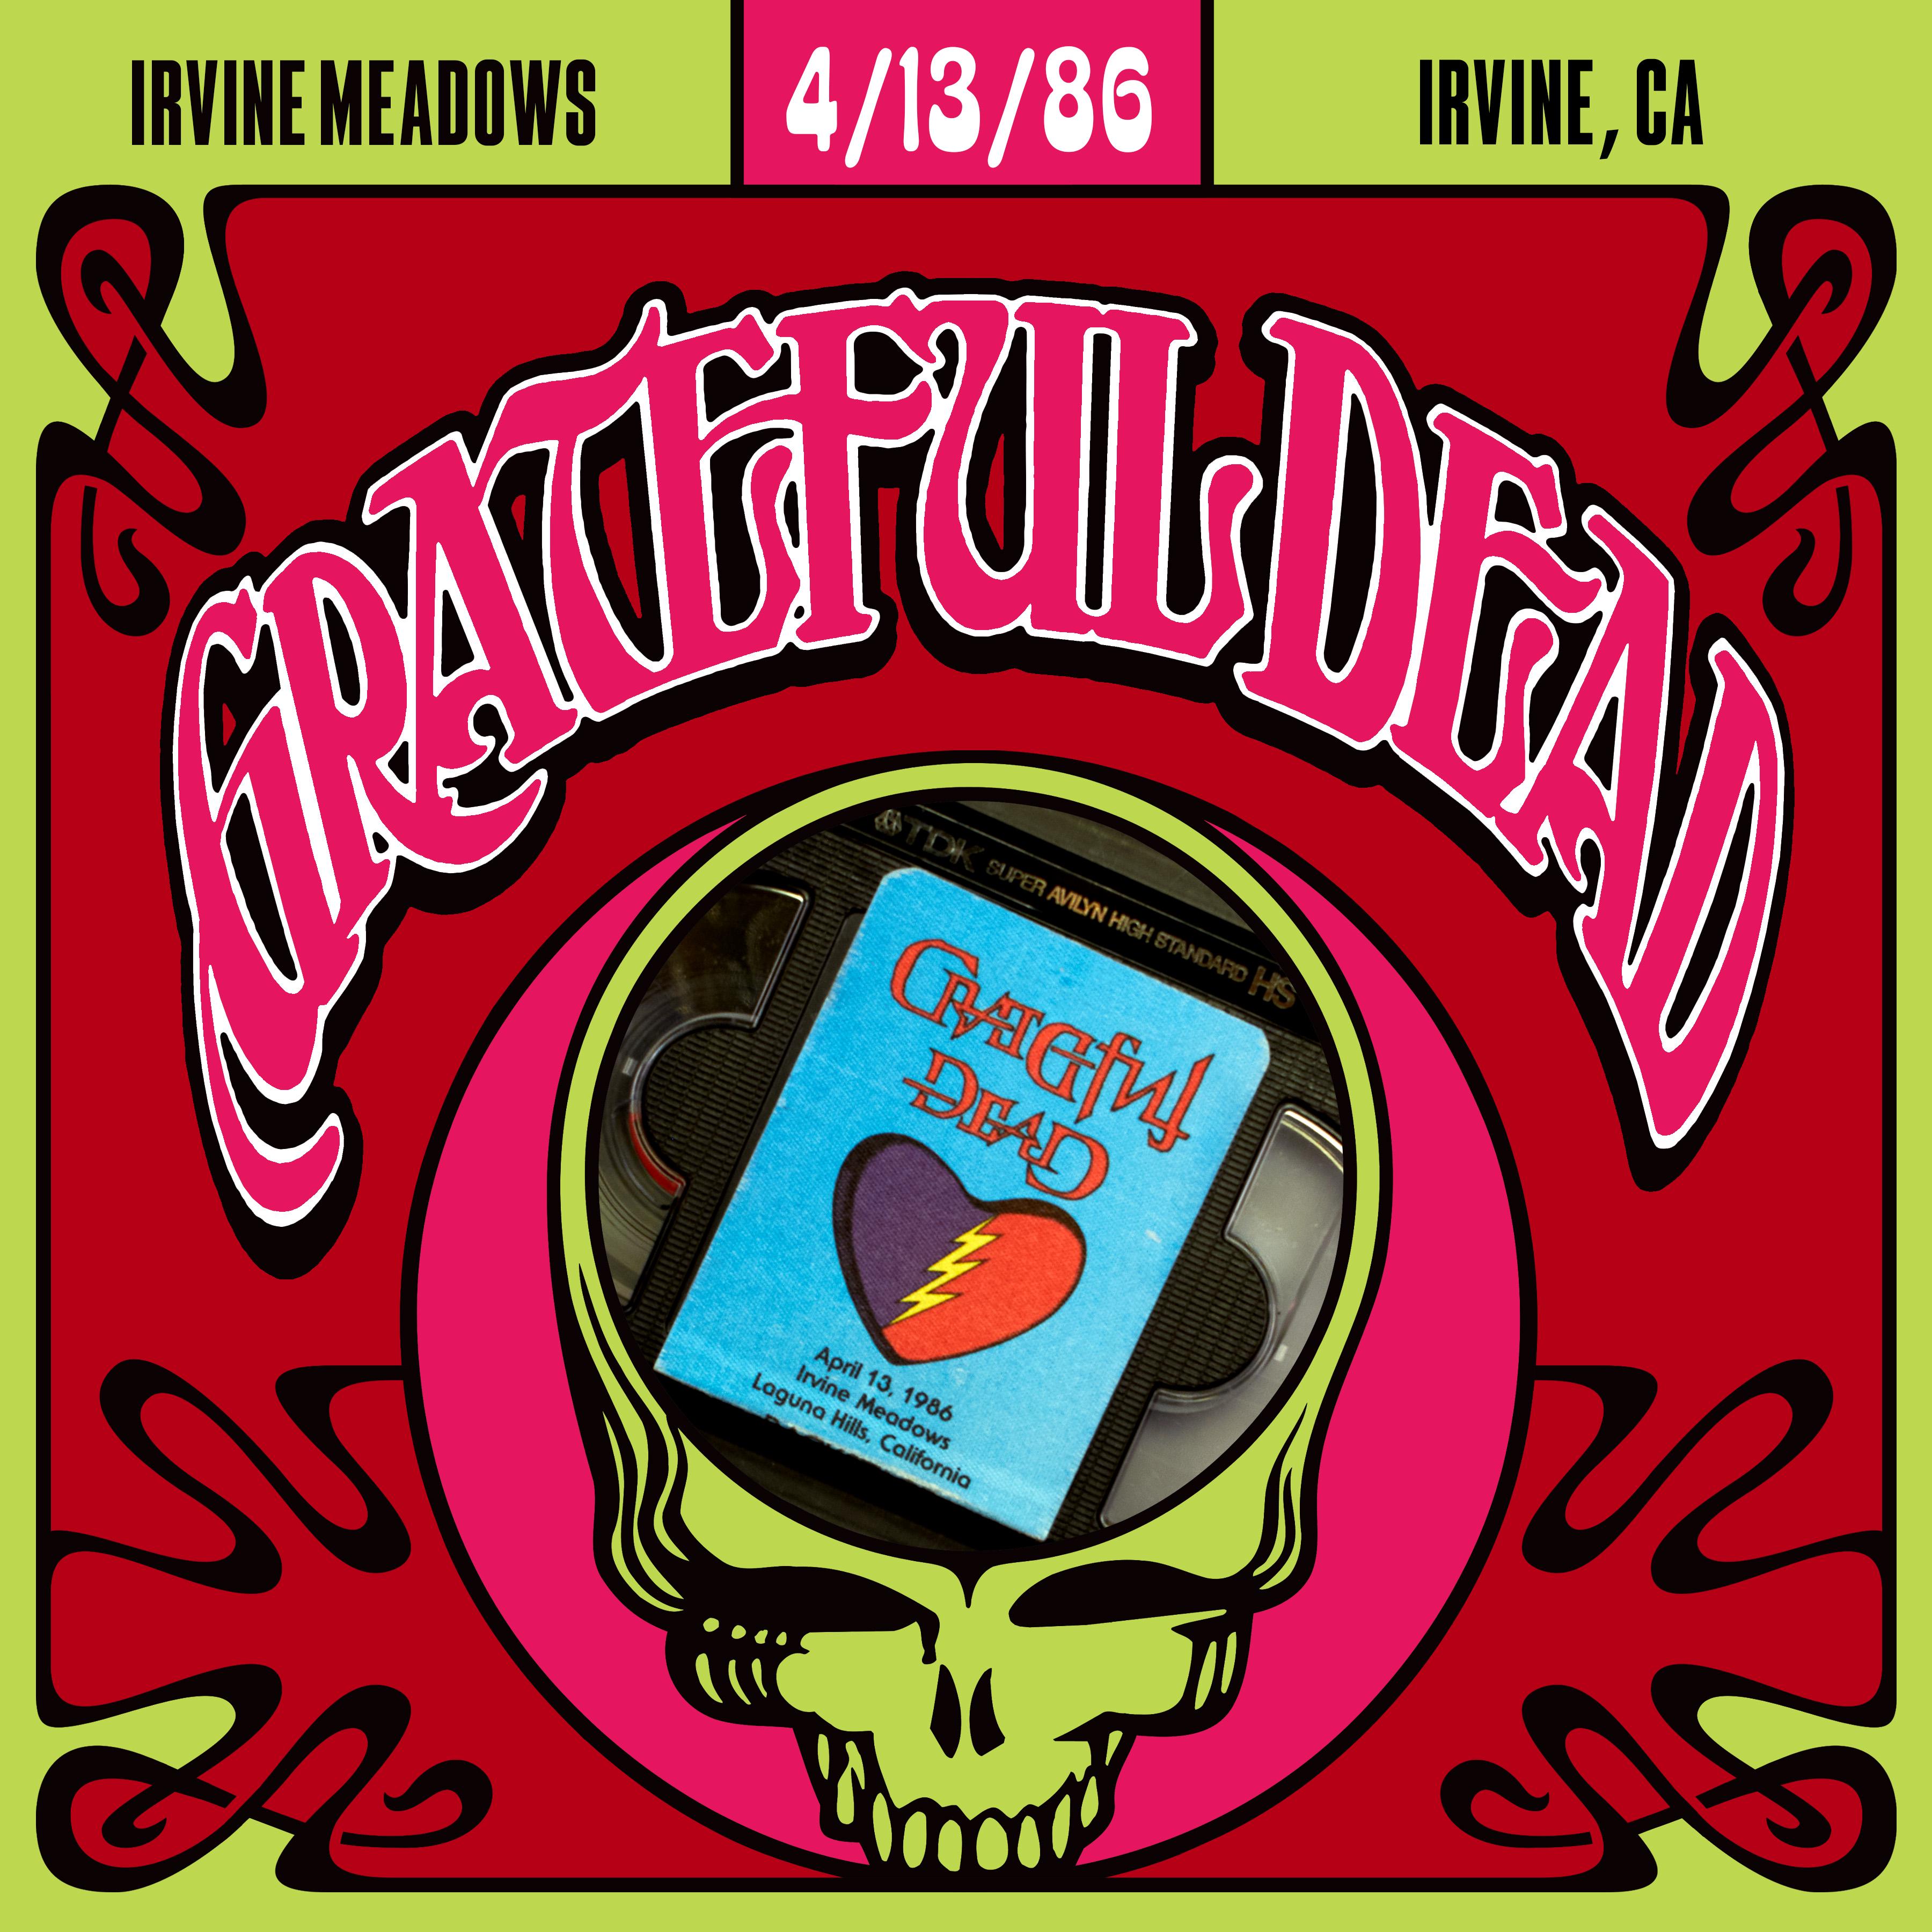 IRVINE MEADOWS
4/13/86
IRVINE, CA
GRATEFUL DEAD
TDK SUPER AVILYN HIGH STANDARD HS
GRATEFUL
DEAD
April 13, 1986
Irvine Meadows
Laguna Hills, California